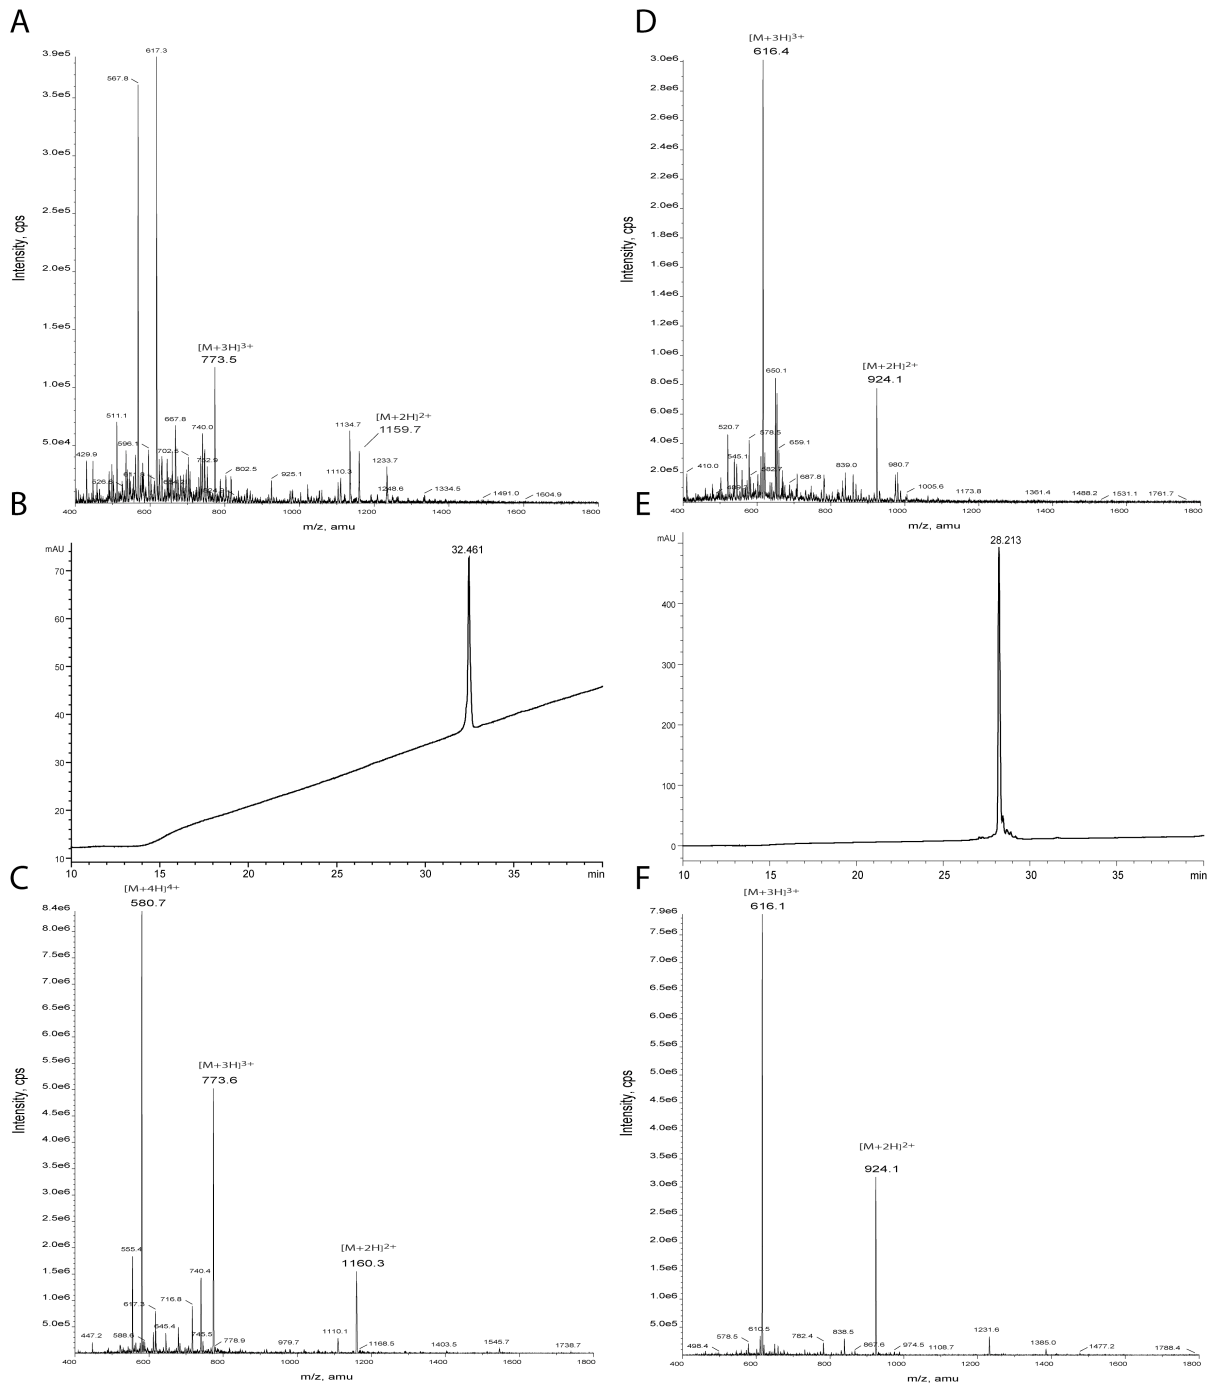 A
3.9e5
3.5e5
3.0e5
2.5e5
2.0e5
1.5e5
1.0e5
5.0e4
Intensity, cps
617.3
567.8
[M+3H]3+
773.5
[M+2H]2+
1159.7
511.1
667.8
740.0
1134.7
429.9
596.1
702.5
752.9
802.5
925.1
1110.3
1233.7
1248.6
1334.5
1491.0
1604.9
400 600 800 1000 1200 1400 1600 1800
m/z, amu
B
mAU
70
60
50
40
30
20
10
32.461
10 15 20 25 30 35 min
C
[M+4H]4+
580.7
8.4e6
8.0e6
7.5e6
7.0e6
6.5e6
6.0e6
5.5e6
5.0e6
4.5e6
4.0e6
3.5e6
3.0e6
2.5e6
2.0e6
1.5e6
1.0e6
5.0e5
Intensity, cps
[M+3H]3+
773.6
[M+2H]2+
1160.3
555.4
740.4
617.3
716.8
447.2
588.6
645.4
745.5
778.9
979.7
1110.1
1168.5
1403.5
1545.7
1738.7
400 600 800 1000 1200 1400 1600 1800
m/z, amu
D
[M+3H]3+
616.4
3.0e6
2.8e6
2.6e6
2.4e6
2.2e6
2.0e6
1.8e6
1.6e6
1.4e6
1.2e6
1.0e6
8.0e5
6.0e5
4.0e5
2.0e5
Intensity, cps
650.1
[M+2H]2+
924.1
520.7
578.5
659.1
545.1
410.0
582.7
687.8
839.0
980.7
1005.6
1173.8
1361.4
1488.2
1531.1
1761.7
400 600 800 1000 1200 1400 1600 1800
m/z, amu
E
mAU
400
300
200
100
0
28.213
10 15 20 25 30 35 min
F
[M+3H]3+
616.1
7.9e6
7.5e6
7.0e6
6.5e6
6.0e6
5.5e6
5.0e6
4.5e6
4.0e6
3.5e6
3.0e6
2.5e6
2.0e6
1.5e6
1.0e6
5.0e5
Intensity, cps
[M+2H]2+
924.1
498.4
578.5
610.5
782.4
838.5
867.6
974.5
1108.7
1231.6
1385.0
1477.2
1788.4
400 600 800 1000 1200 1400 1600 1800
m/z, amu